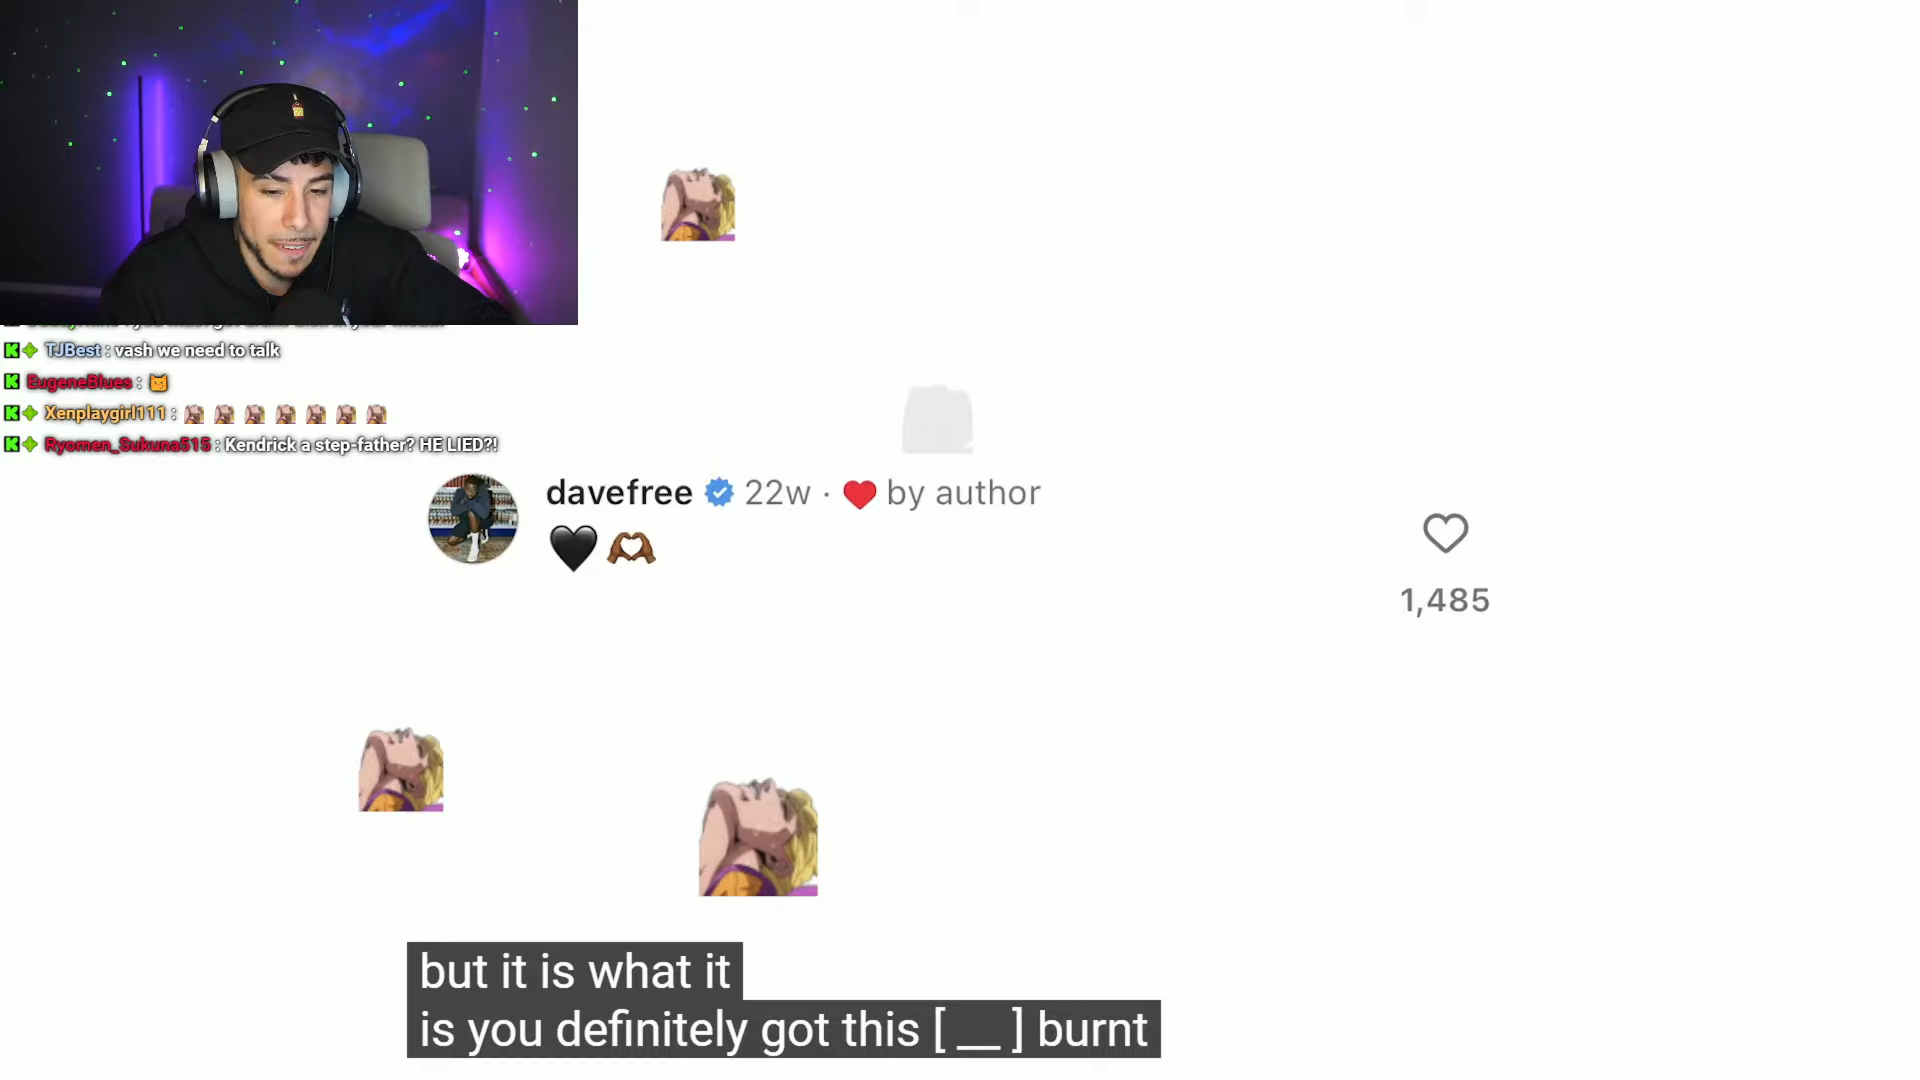 TJBest : vash we need to talk
EugeneBlues :
Xenplaygirl111 :
Ryomen_Sukuna515 : Kendrick a step-father? HE LIED?!
davefree 22w · by author
1,485
but it is what it
is you definitely got this [ __ ] burnt